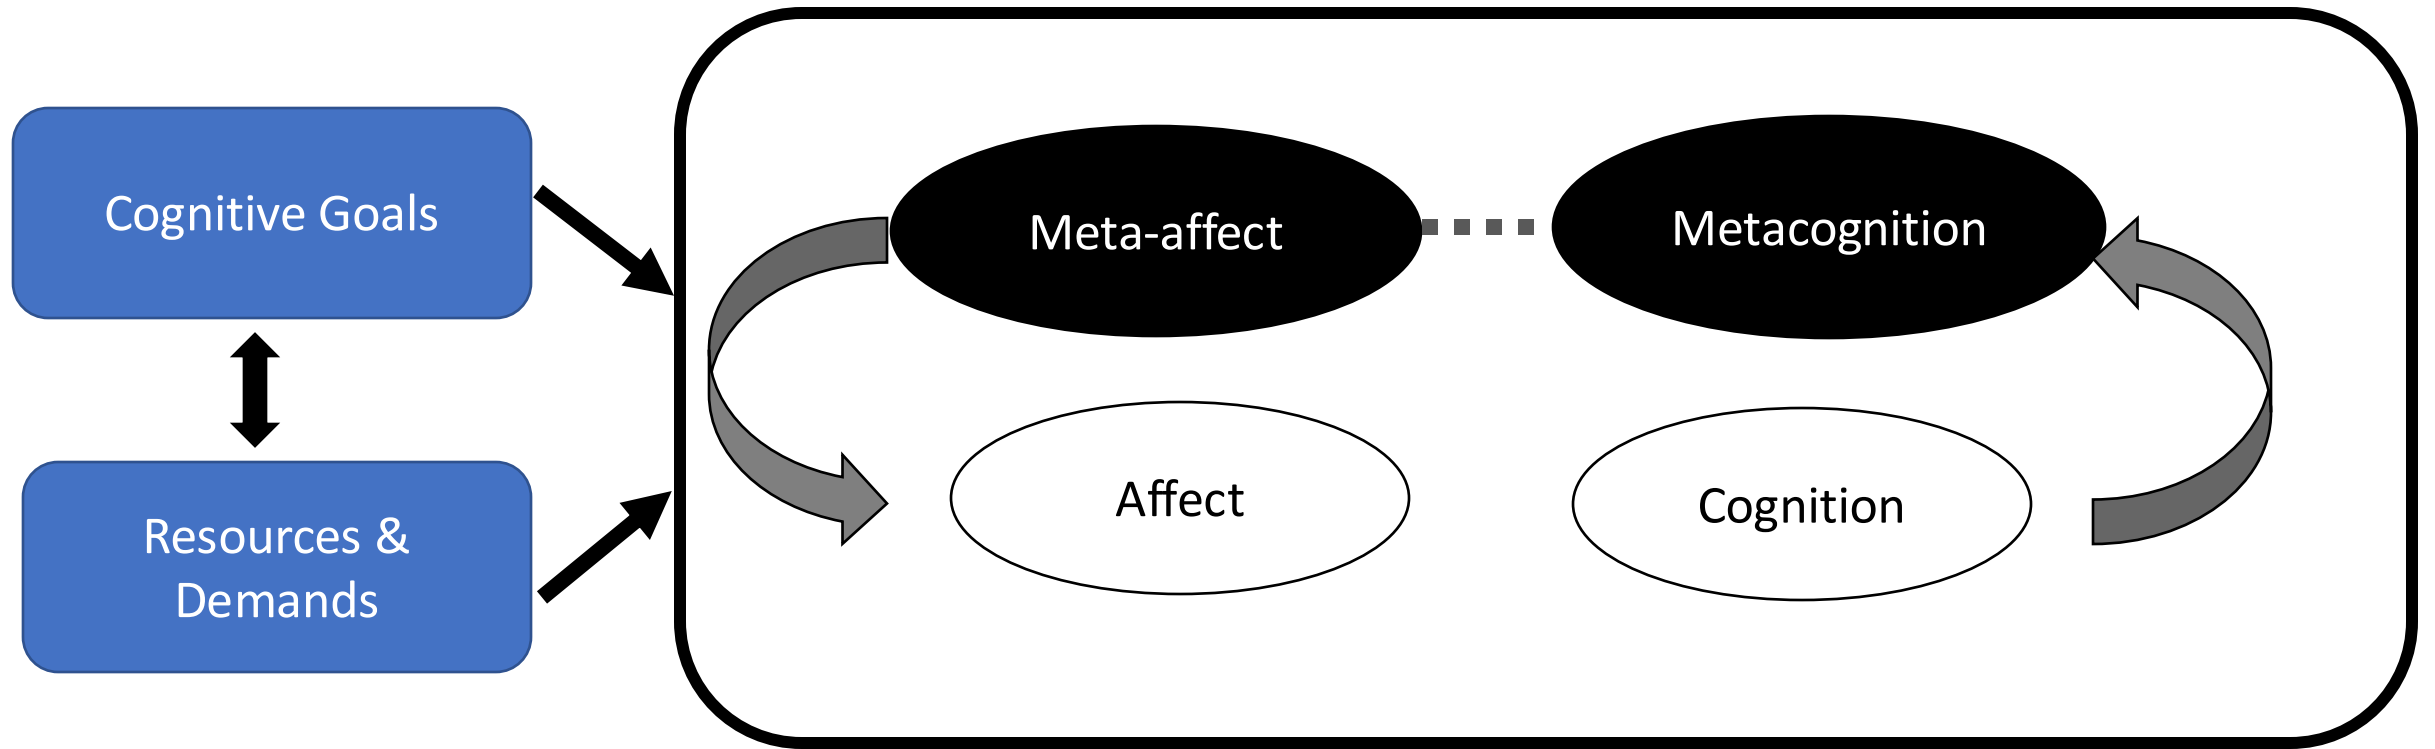 Cognitive Goals
Resources &
Demands
Meta-affect
Metacognition
Affect
Cognition